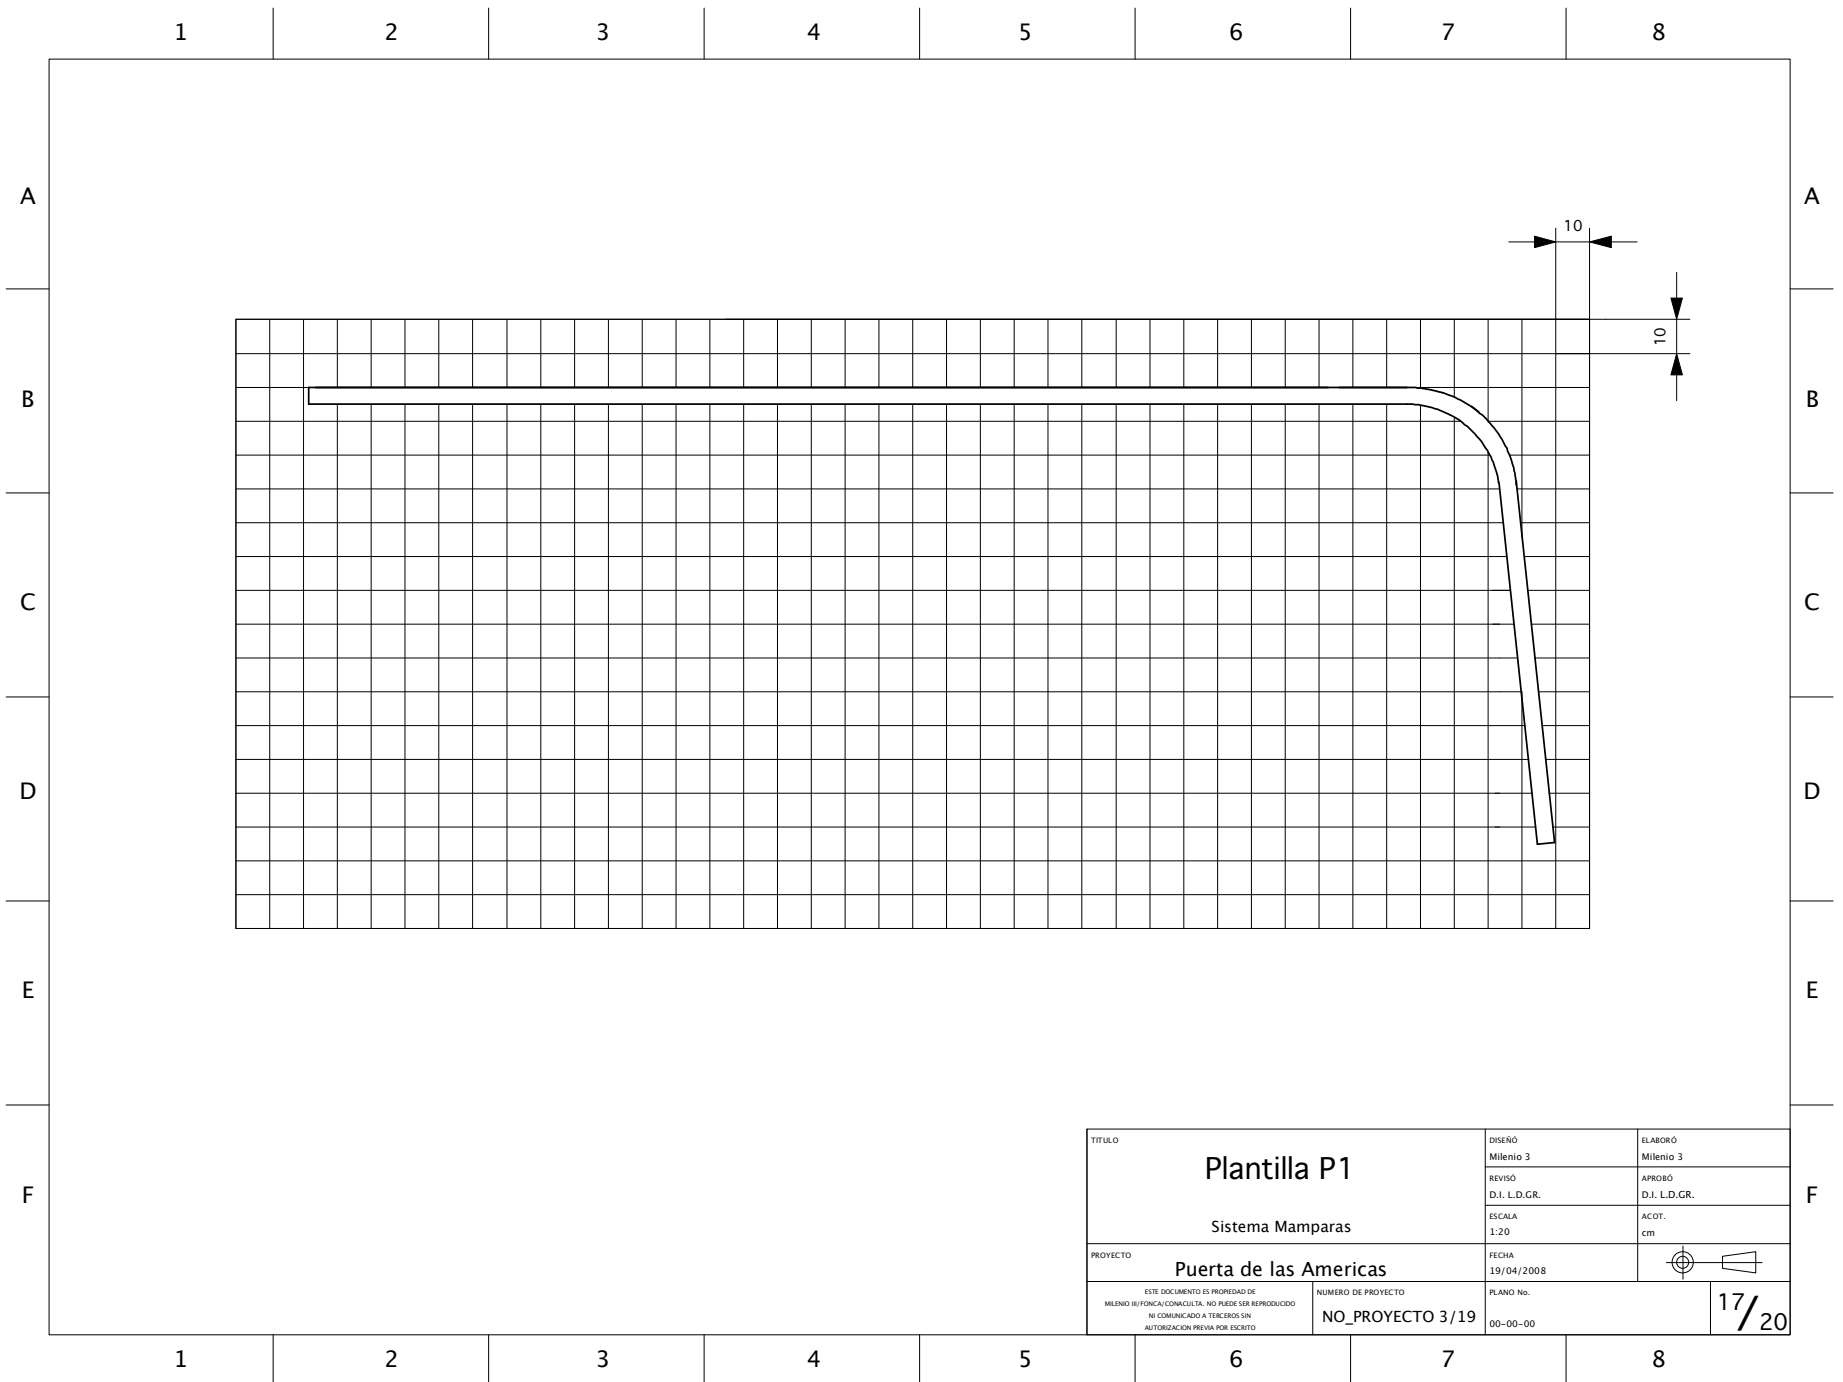 1 2 3 4 5 6 7 8
A A
10
10
B B
C C
D D
E E
F F
TITULO
Plantilla P1
Sistema Mamparas
DISEÑÓ
Milenio 3
ELABORÓ
Milenio 3
REVISÓ
D.I. L.D.GR.
APROBÓ
D.I. L.D.GR.
ESCALA
1:20
ACOT.
cm
PROYECTO
Puerta de las Americas
FECHA
19/04/2008
ESTE DOCUMENTO ES PROPIEDAD DE
MILENIO III/FONCA/CONACULTA. NO PUEDE SER REPRODUCIDO
NI COMUNICADO A TERCEROS SIN
AUTORIZACION PREVIA POR ESCRITO
NUMERO DE PROYECTO
NO_PROYECTO 3/19
PLANO No.
00-00-00
17/20
1 2 3 4 5 6 7 8